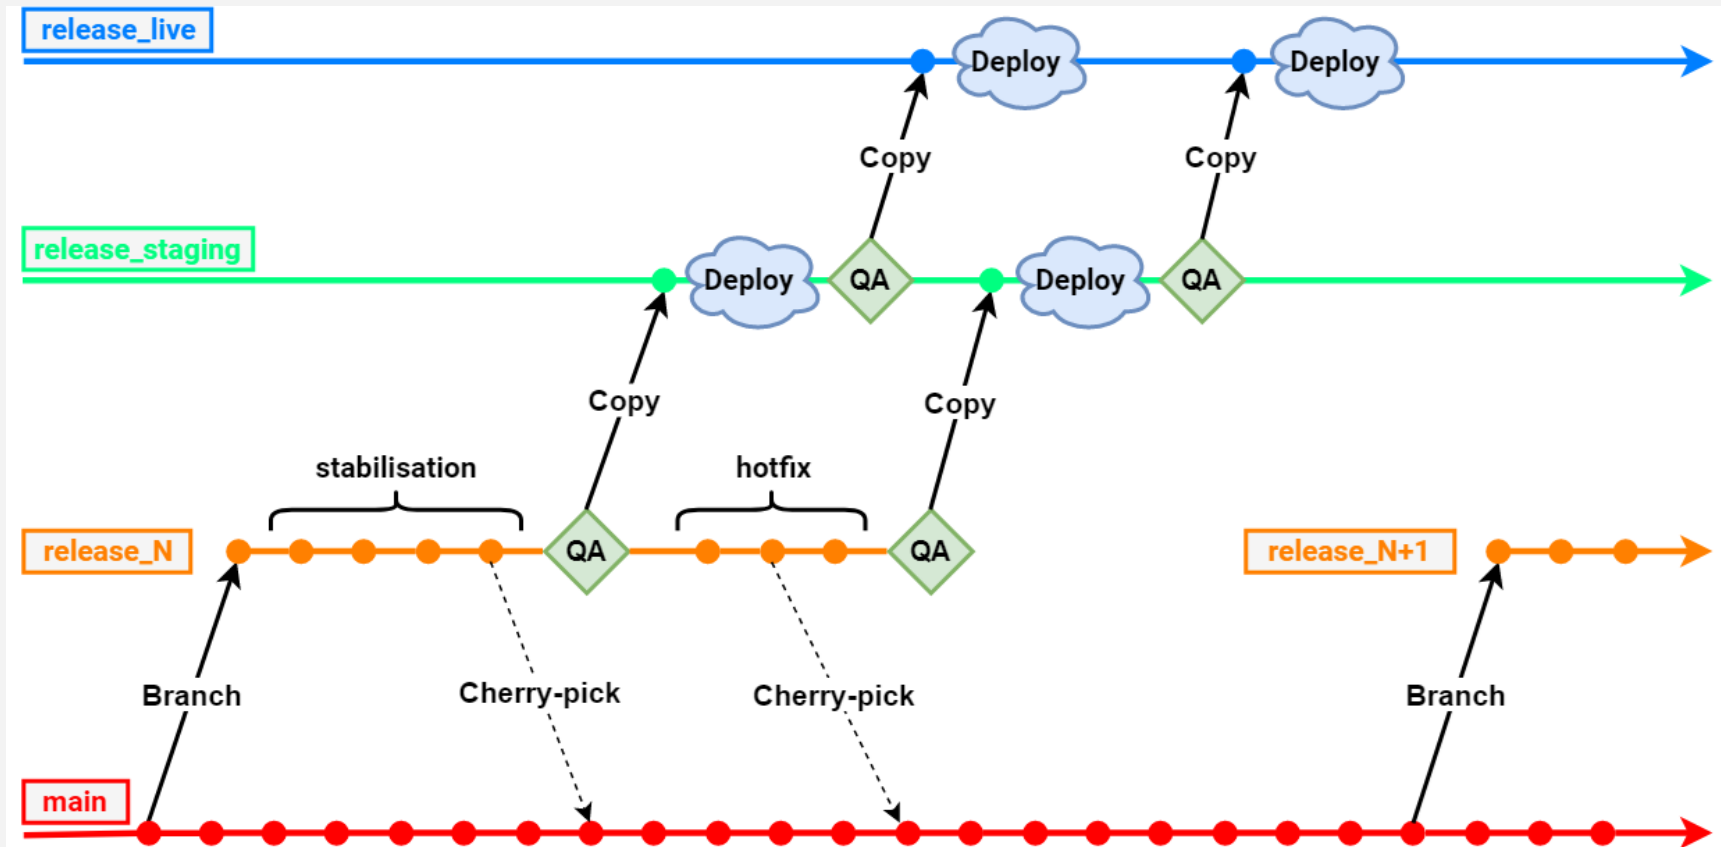 release_live
Deploy
Deploy
Copy
Copy
release_staging
Deploy
QA
Deploy
QA
Copy
Copy
stabilisation
hotfix
release_N
QA
QA
release_N+1
Branch
Cherry-pick
Cherry-pick
Branch
main